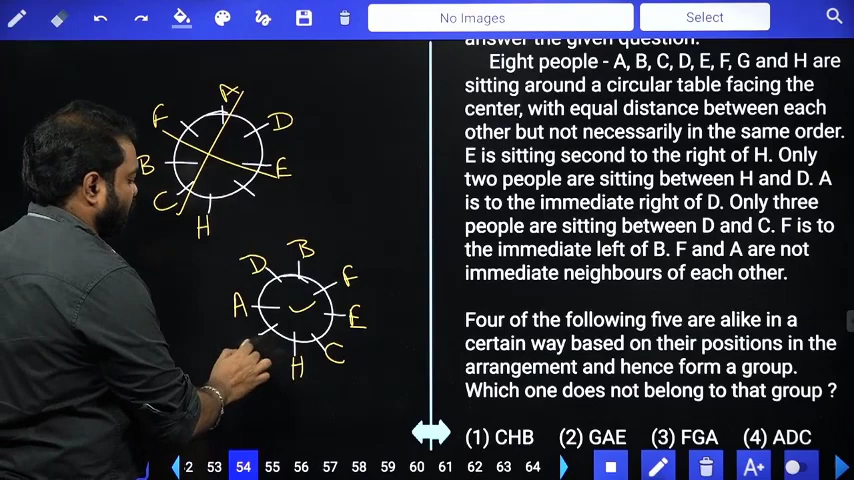 No Images
Select
answer the given question.
Eight people - A, B, C, D, E, F, G and H are
sitting around a circular table facing the
center, with equal distance between each
other but not necessarily in the same order.
E is sitting second to the right of H. Only
two people are sitting between H and D. A
is to the immediate right of D. Only three
people are sitting between D and C. F is to
the immediate left of B. F and A are not
immediate neighbours of each other.
Four of the following five are alike in a
certain way based on their positions in the
arrangement and hence form a group.
Which one does not belong to that group ?
(1) CHB (2) GAE (3) FGA (4) ADC
A
F
D
B
E
C
H
B
D
F
A
E
C
H
53 54 55 56 57 58 59 60 61 62 63 64
A+